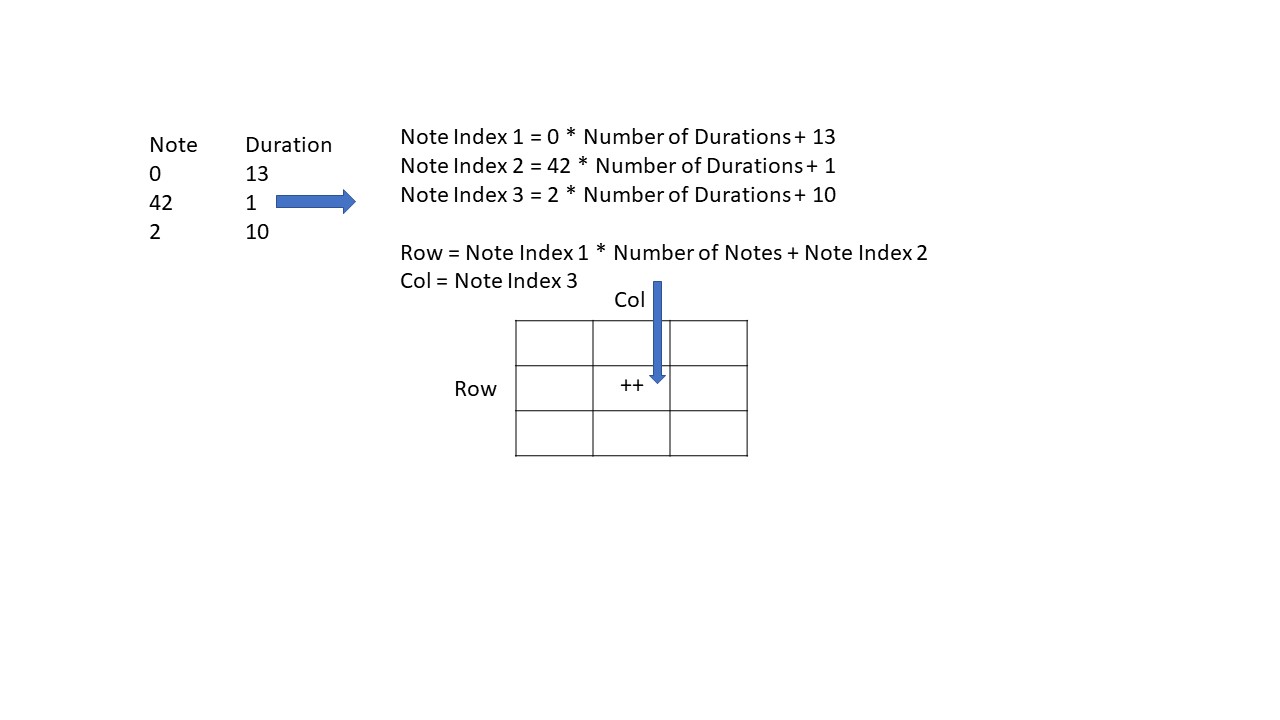 Note Duration
0 13
42 1
2 10
Note Index 1 = 0 * Number of Durations + 13
Note Index 2 = 42 * Number of Durations + 1
Note Index 3 = 2 * Number of Durations + 10
Row = Note Index 1 * Number of Notes + Note Index 2
Col = Note Index 3
Col
Row
++